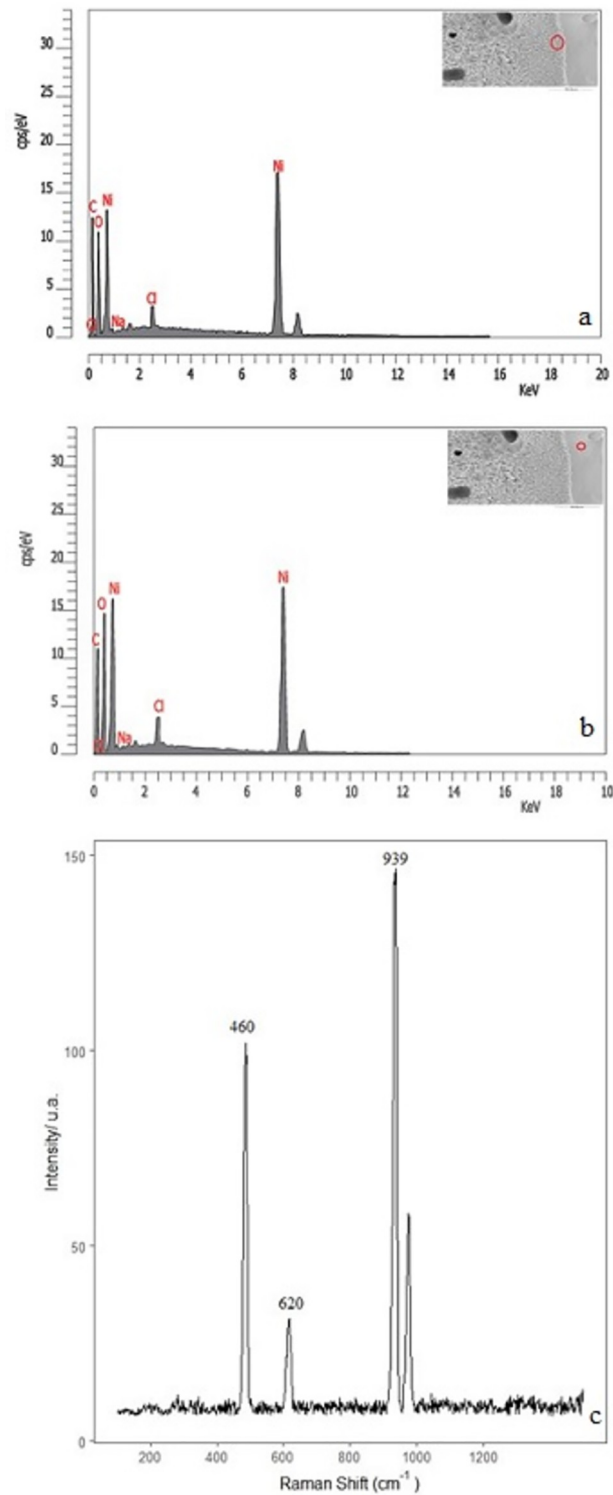 30
25
20
15
10
5
0
cps/eV
C
O
Ni
Cl
Na
Cl
Ni
a
0 2 4 6 8 10 12 14 16 18 20
KeV
30
25
20
15
10
5
0
cps/eV
C
O
Ni
Na
Cl
Ni
b
0 2 4 6 8 10 12 14 16 18 10
KeV
150
100
50
0
Intensity/ u.a.
460
620
939
c
200 400 600 800 1000 1200
Raman Shift (cm⁻¹)